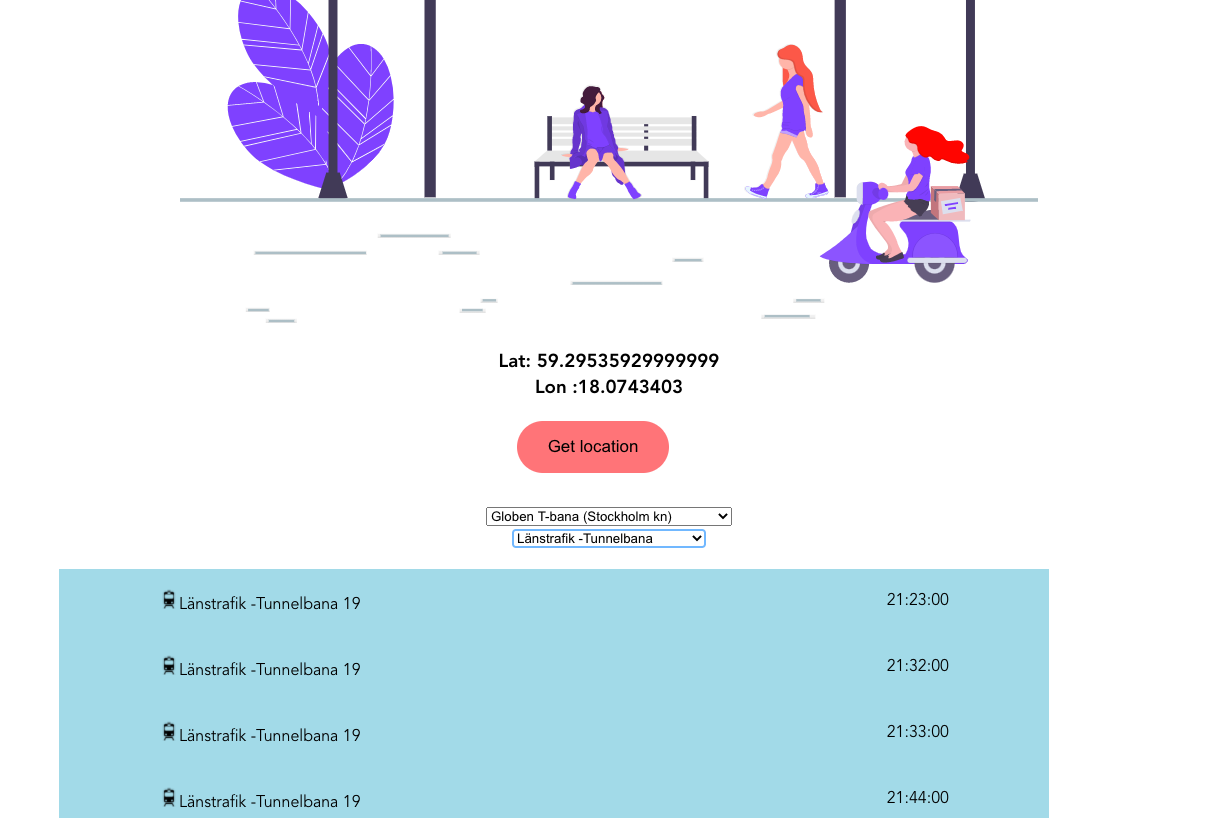 Lat: 59.29535929999999
Lon :18.0743403
Get location
Globen T-bana (Stockholm kn)
Länstrafik -Tunnelbana
Länstrafik -Tunnelbana 19 21:23:00
Länstrafik -Tunnelbana 19 21:32:00
Länstrafik -Tunnelbana 19 21:33:00
Länstrafik -Tunnelbana 19 21:44:00